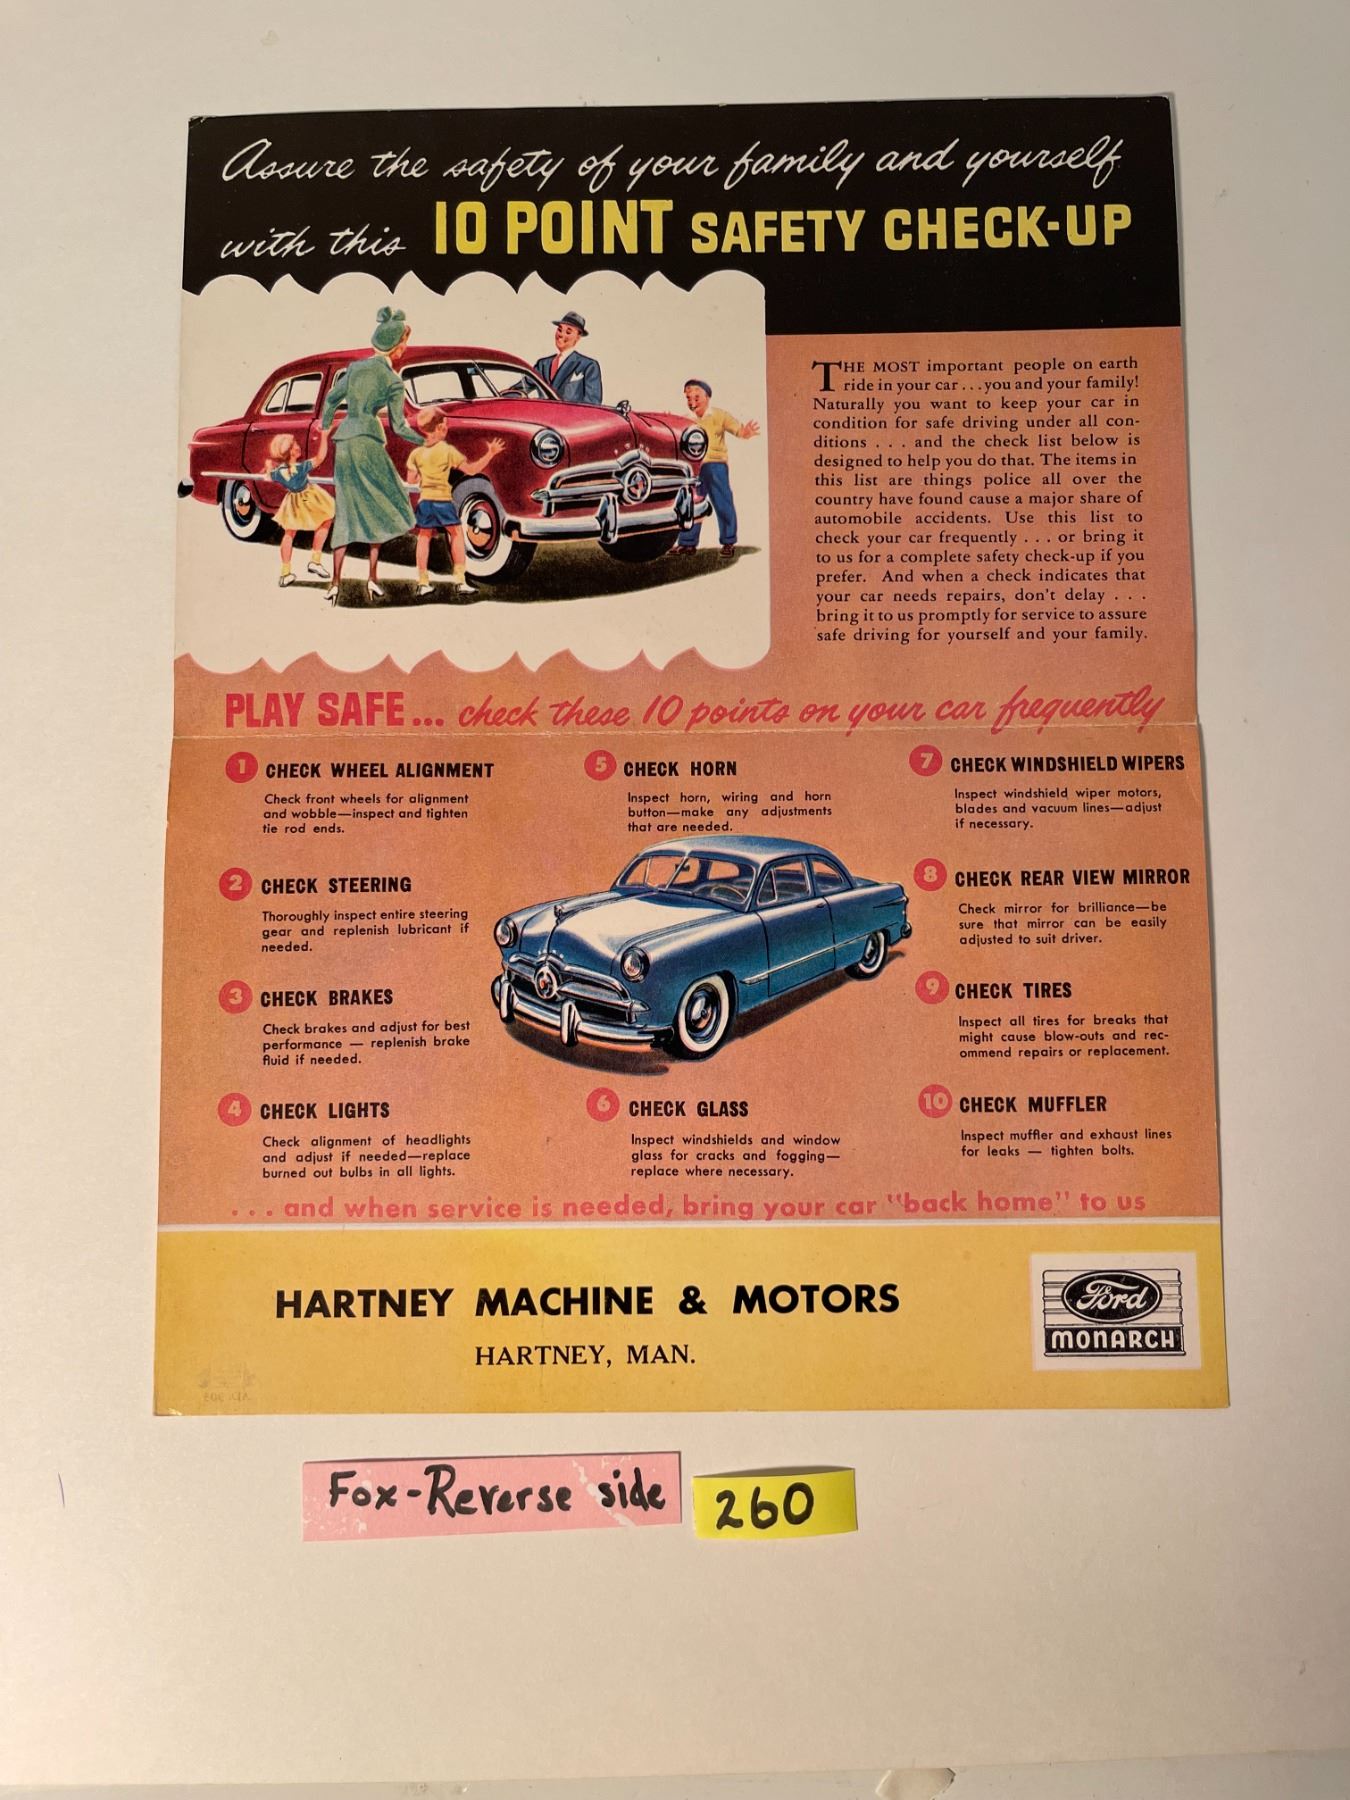 Assure the safety of your family and yourself
with this 10 POINT SAFETY CHECK-UP
THE MOST important people on earth
ride in your car . . . you and your family!
Naturally you want to keep your car in
condition for safe driving under all con-
ditions . . . and the check list below is
designed to help you do that. The items in
this list are things police all over the
country have found cause a major share of
automobile accidents. Use this list to
check your car frequently . . . or bring it
to us for a complete safety check-up if you
prefer. And when a check indicates that
your car needs repairs, don't delay . . .
bring it to us promptly for service to assure
safe driving for yourself and your family.
PLAY SAFE... check these 10 points on your car frequently
1 CHECK WHEEL ALIGNMENT
Check front wheels for alignment
and wobble—inspect and tighten
tie rod ends.
2 CHECK STEERING
Thoroughly inspect entire steering
gear and replenish lubricant if
needed.
3 CHECK BRAKES
Check brakes and adjust for best
performance — replenish brake
fluid if needed.
4 CHECK LIGHTS
Check alignment of headlights
and adjust if needed—replace
burned out bulbs in all lights.
5 CHECK HORN
Inspect horn, wiring and horn
button—make any adjustments
that are needed.
6 CHECK GLASS
Inspect windshields and window
glass for cracks and fogging—
replace where necessary.
7 CHECK WINDSHIELD WIPERS
Inspect windshield wiper motors,
blades and vacuum lines—adjust
if necessary.
8 CHECK REAR VIEW MIRROR
Check mirror for brilliance—be
sure that mirror can be easily
adjusted to suit driver.
9 CHECK TIRES
Inspect all tires for breaks that
might cause blow-outs and rec-
ommend repairs or replacement.
10 CHECK MUFFLER
Inspect muffler and exhaust lines
for leaks — tighten bolts.
. . . and when service is needed, bring your car "back home" to us
HARTNEY MACHINE & MOTORS
HARTNEY, MAN.
Ford
MONARCH
Fox-Reverse side
260